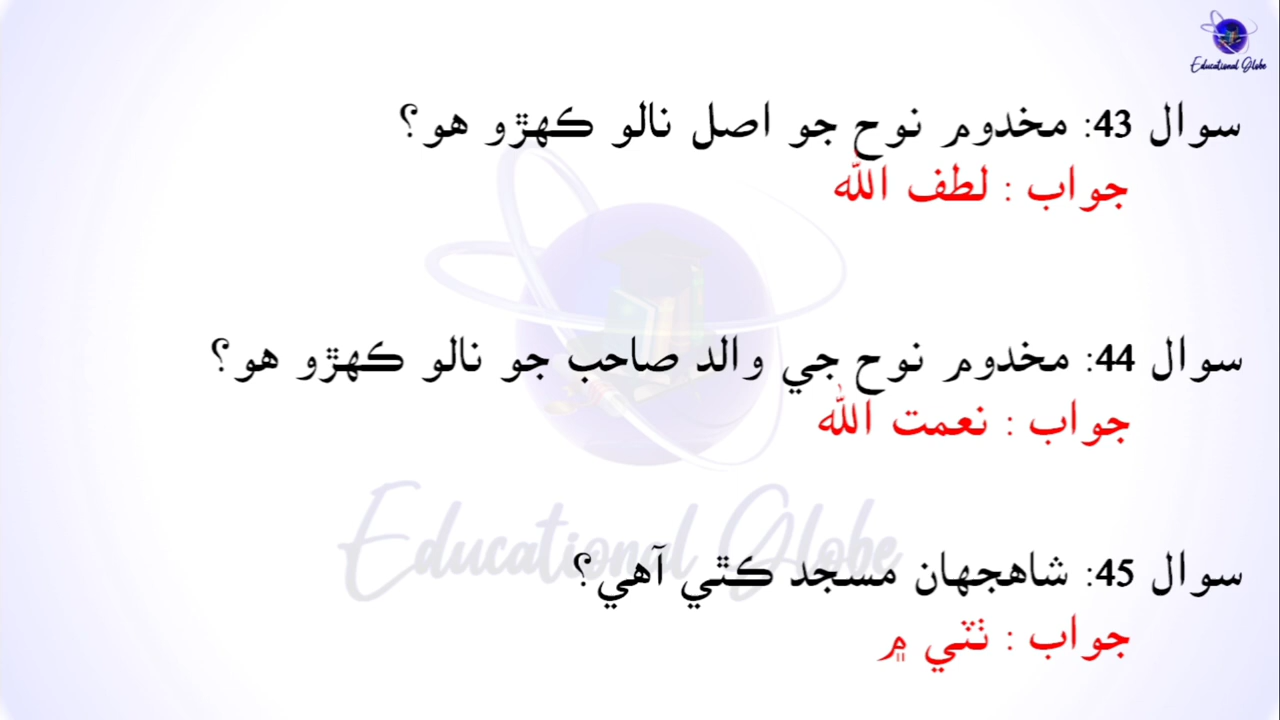 Educational Globe
سوال 43: مخدوم نوح جو اصل نالو ڪهڙو هو؟
جواب : لطف الله
سوال 44: مخدوم نوح جي والد صاحب جو نالو ڪهڙو هو؟
جواب : نعمت الله
Educational Globe
سوال 45: شاهجهان مسجد ڪٿي آهي؟
جواب : ٺٽي ۾